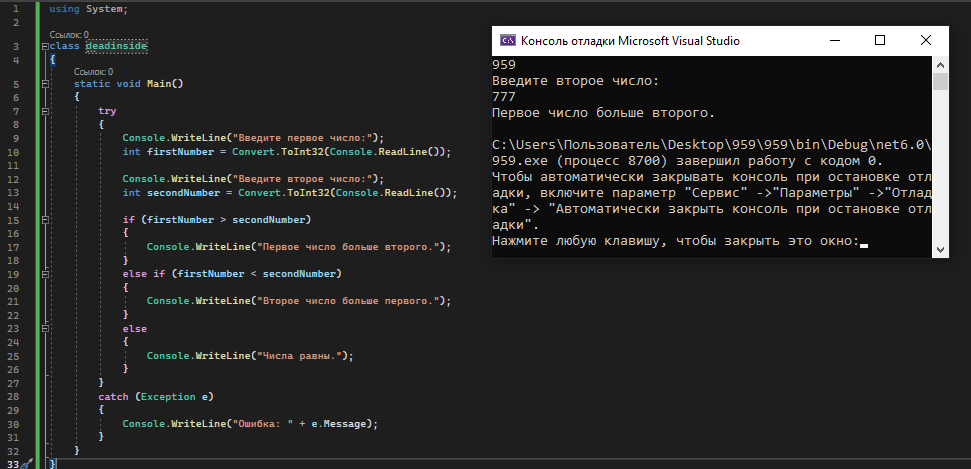 1 using System;
2
Ссылок: 0
3 class deadinside
4 {
Ссылок: 0
5 static void Main()
6 {
7 try
8 {
9 Console.WriteLine("Введите первое число:");
10 int firstNumber = Convert.ToInt32(Console.ReadLine());
11
12 Console.WriteLine("Введите второе число:");
13 int secondNumber = Convert.ToInt32(Console.ReadLine());
14
15 if (firstNumber > secondNumber)
16 {
17 Console.WriteLine("Первое число больше второго.");
18 }
19 else if (firstNumber < secondNumber)
20 {
21 Console.WriteLine("Второе число больше первого.");
22 }
23 else
24 {
25 Console.WriteLine("Числа равны.");
26 }
27 }
28 catch (Exception e)
29 {
30 Console.WriteLine("Ошибка: " + e.Message);
31 }
32 }
33 }
Консоль отладки Microsoft Visual Studio
959
Введите второе число:
777
Первое число больше второго.
C:\Users\Пользователь\Desktop\959\959\bin\Debug\net6.0\
959.exe (процесс 8700) завершил работу с кодом 0.
Чтобы автоматически закрывать консоль при остановке отл
адки, включите параметр "Сервис" ->"Параметры" ->"Отлад
ка" -> "Автоматически закрыть консоль при остановке отл
адки".
Нажмите любую клавишу, чтобы закрыть это окно: